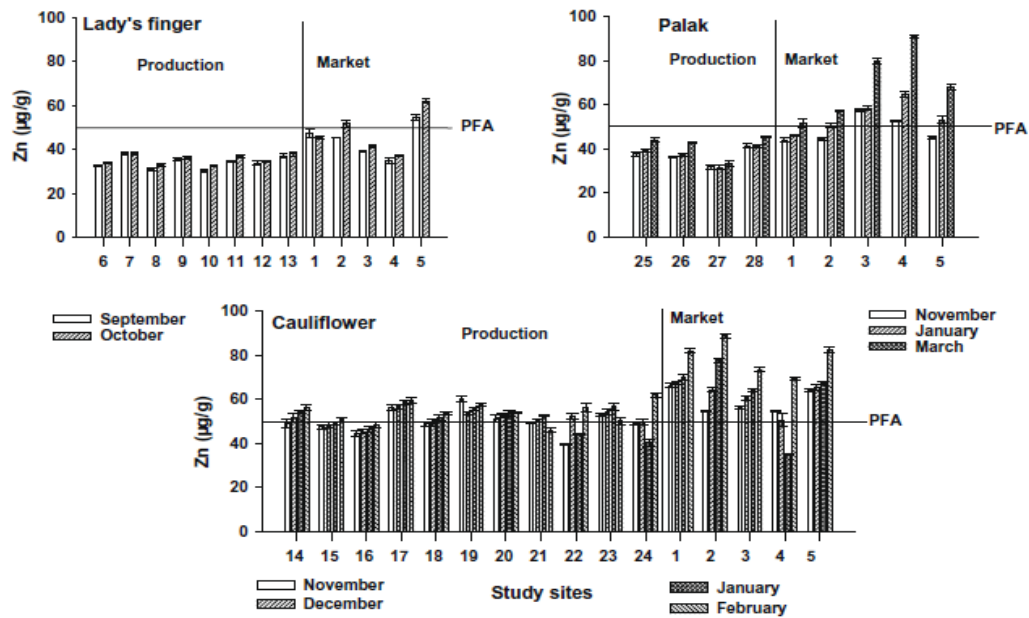 Lady's finger
Production
Market
Zn (µg/g)
100
80
60
40
20
0
PFA
6 7 8 9 10 11 12 13 1 2 3 4 5
September
October
Palak
Production
Market
Zn (µg/g)
100
80
60
40
20
0
PFA
25 26 27 28 1 2 3 4 5
November
January
March
Cauliflower
Production
Market
Zn (µg/g)
100
80
60
40
20
0
PFA
14 15 16 17 18 19 20 21 22 23 24 1 2 3 4 5
Study sites
November
December
January
February